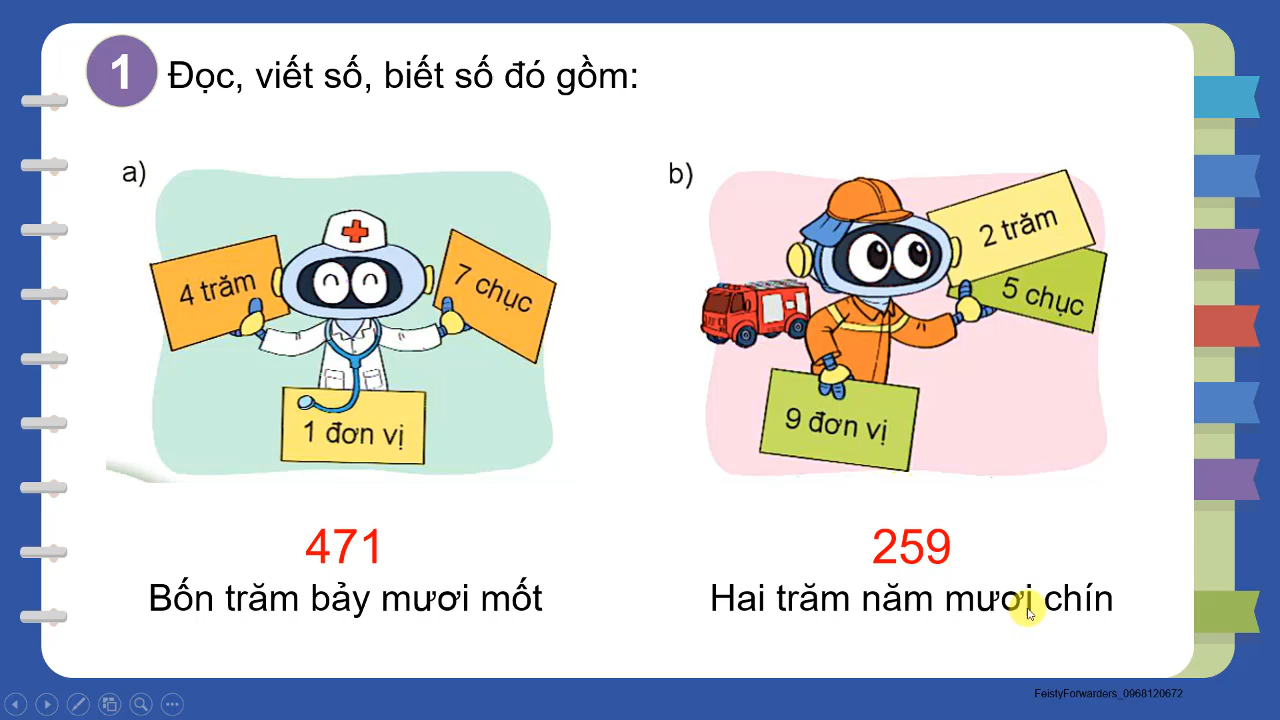 1 Đọc, viết số, biết số đó gồm:
a)
4 trăm
7 chục
1 đơn vị
b)
2 trăm
5 chục
9 đơn vị
471
Bốn trăm bảy mươi mốt
259
Hai trăm năm mươi chín
FeistyForwarders_0968120672